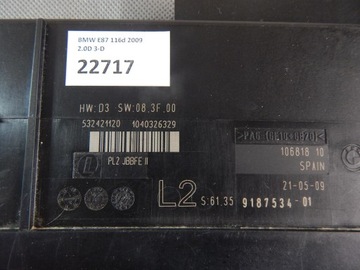 BMW E87 116d 2009
2.0D 3-D
22717
HW:D3 SW:08.3F.00
532421120 1040326329
PL2 JBBFE II
106818 10
SPAIN
21-05-09
L2 S:61.35 9187534-01